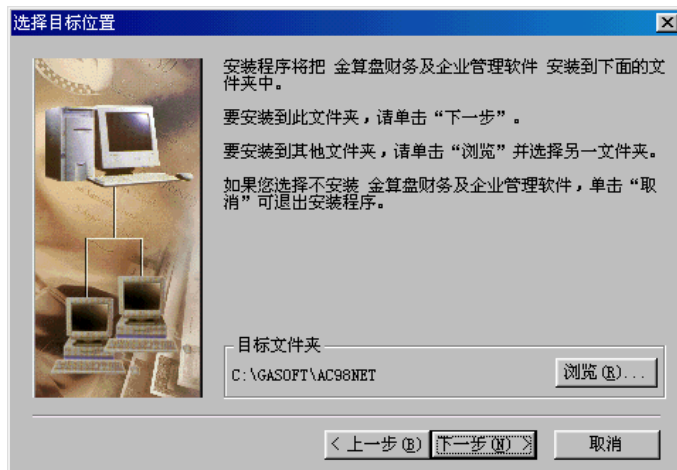 选择目标位置
安装程序将把 金算盘财务及企业管理软件 安装到下面的文
件夹中。
要安装到此文件夹，请单击“下一步”。
要安装到其他文件夹，请单击“浏览”并选择另一文件夹。
如果您选择不安装 金算盘财务及企业管理软件，单击“取
消”可退出安装程序。
目标文件夹
C:\GASOFT\AC98NET
浏览(R)...
< 上一步(B)
下一步(N) >
取消